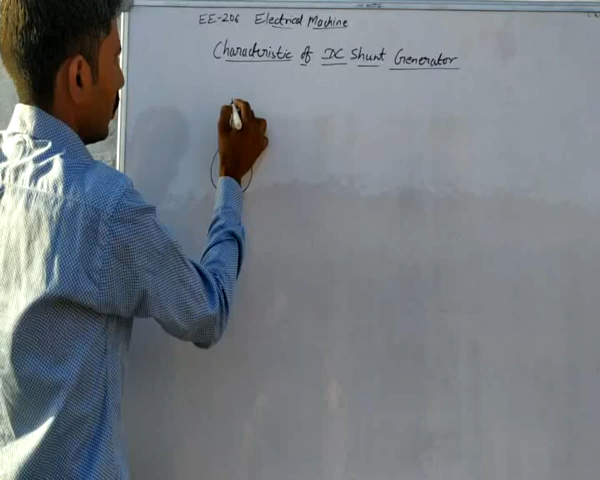 EE-206 Electrical Machine
Characteristic of DC Shunt Generator